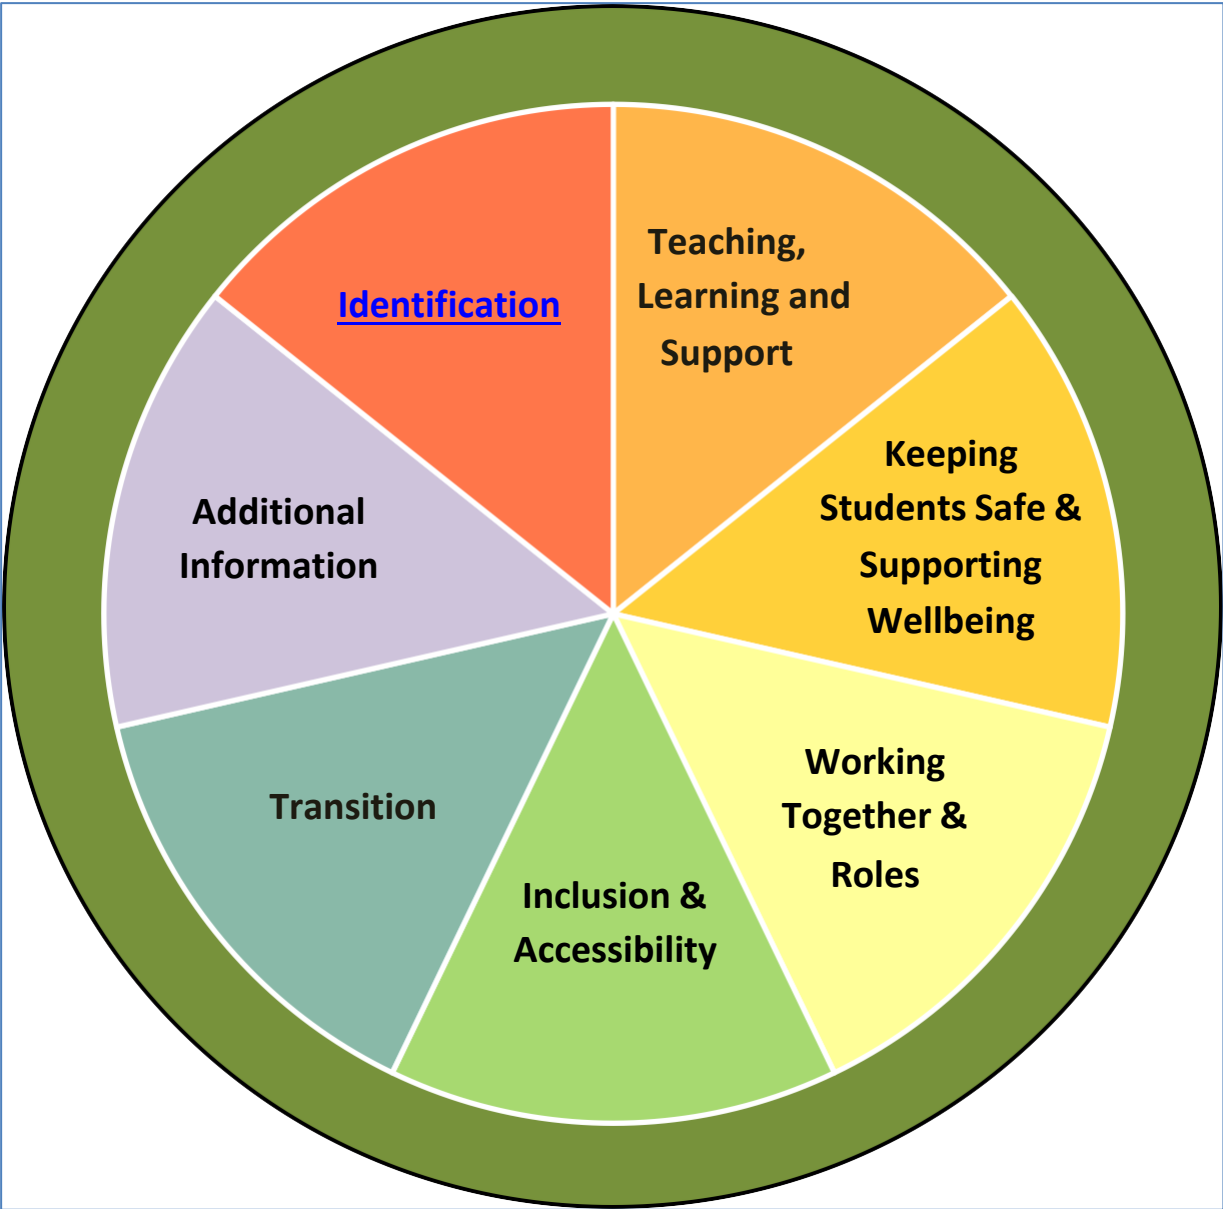 Identification
Teaching,
Learning and
Support
Keeping
Students Safe &
Supporting
Wellbeing
Working
Together &
Roles
Inclusion &
Accessibility
Transition
Additional
Information